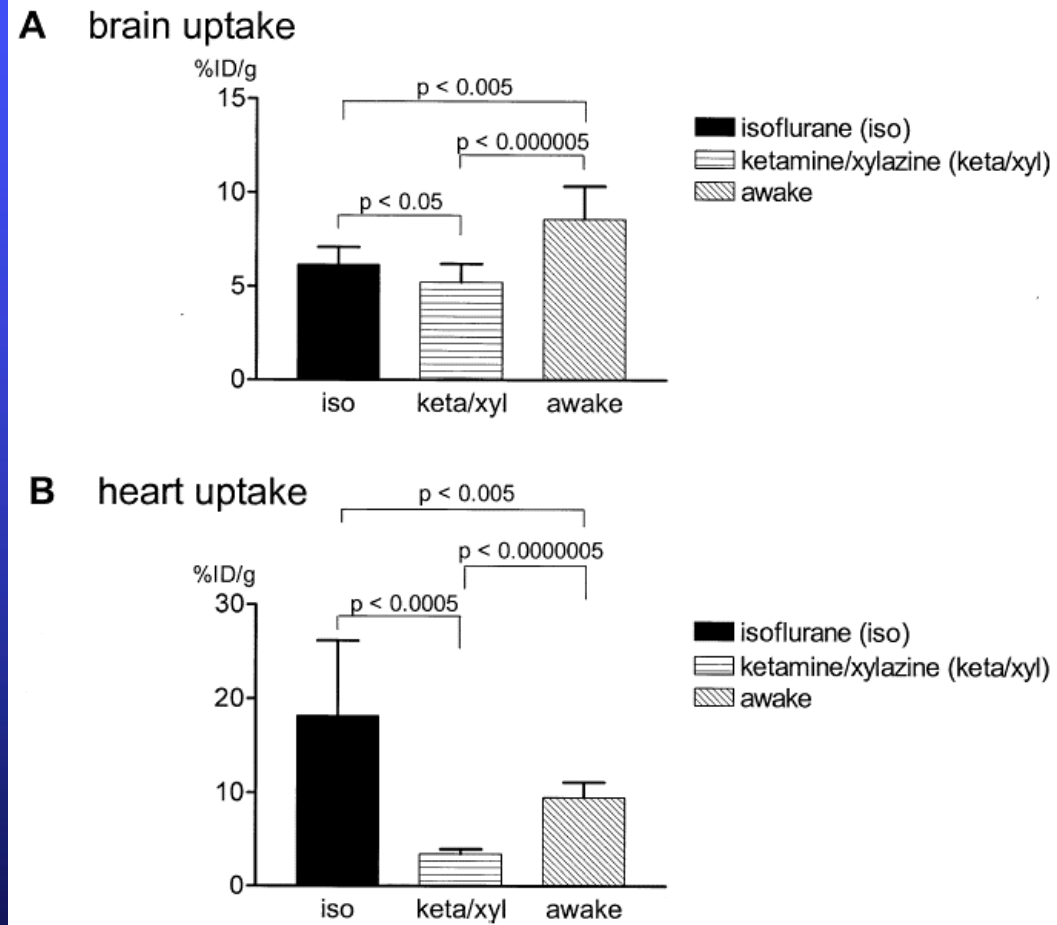 A brain uptake
%ID/g
p < 0.005
15
isoflurane (iso)
p < 0.000005
ketamine/xylazine (keta/xyl)
10
awake
p < 0.05
5
0
iso keta/xyl awake
B heart uptake
p < 0.005
p < 0.0000005
%ID/g
30
p < 0.0005
isoflurane (iso)
ketamine/xylazine (keta/xyl)
20
awake
10
0
iso keta/xyl awake